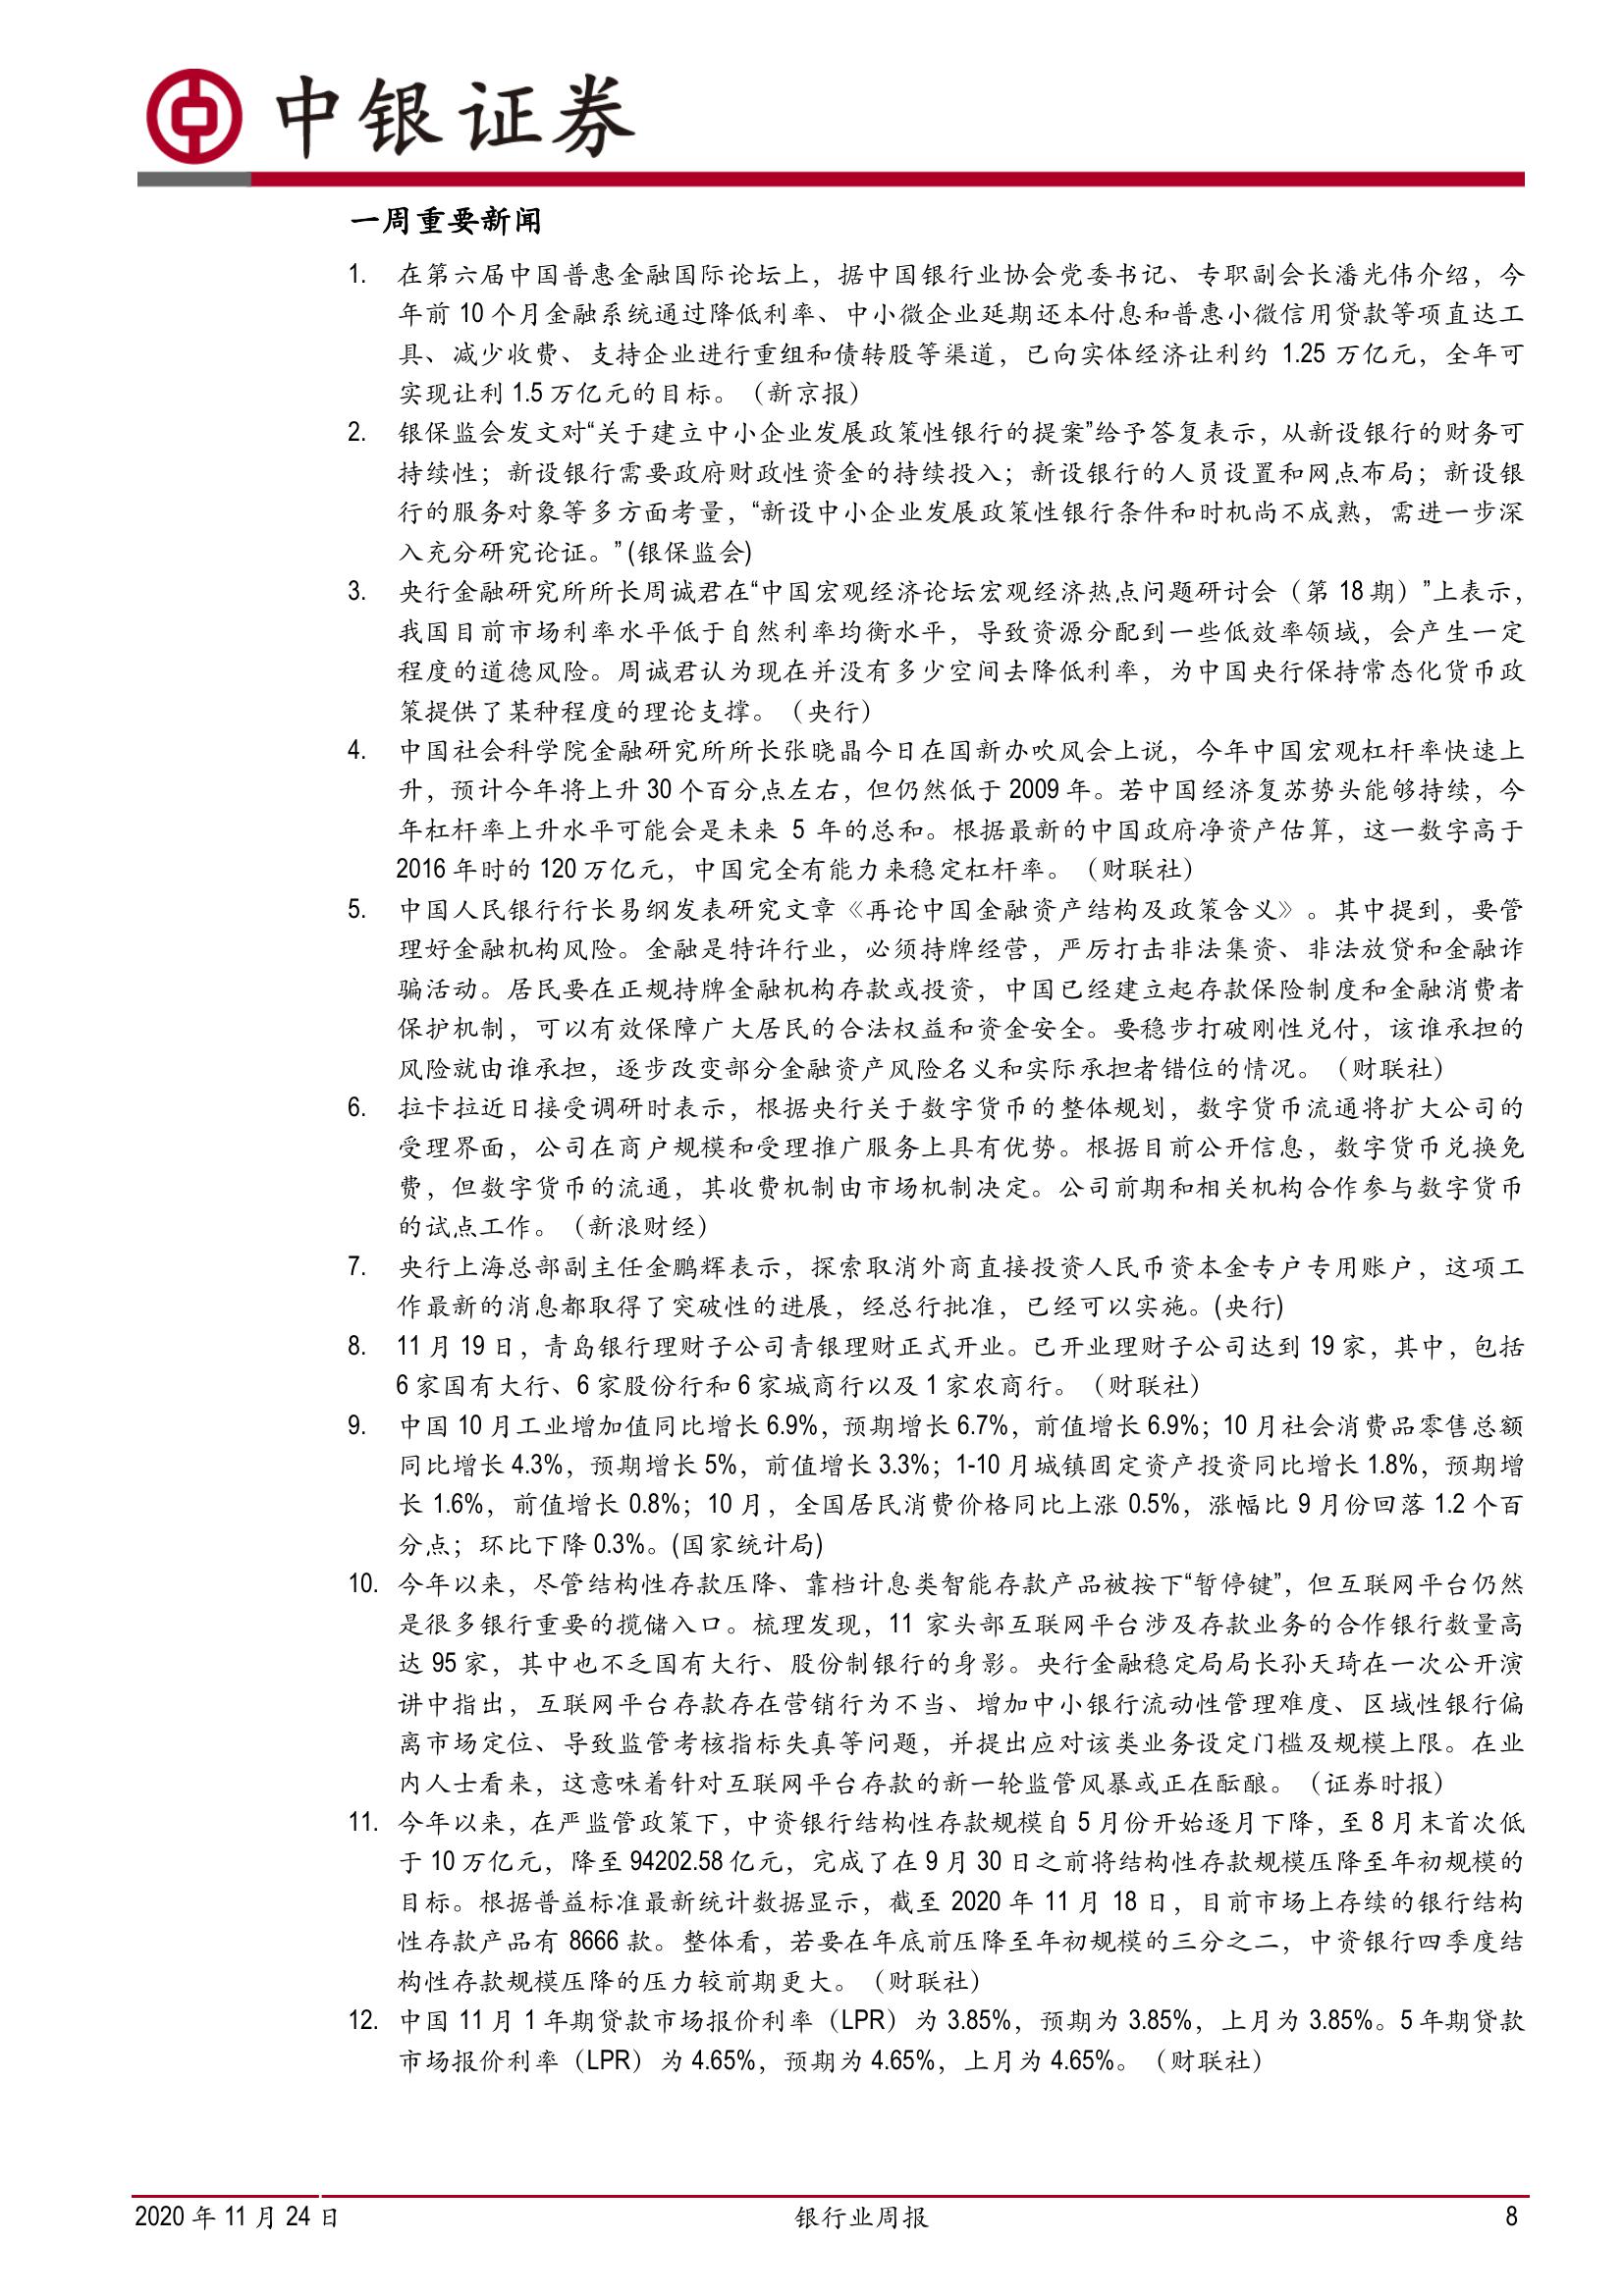 中银证券
一周重要新闻
1. 在第六届中国普惠金融国际论坛上，据中国银行业协会党委书记、专职副会长潘光伟介绍，今
年前 10 个月金融系统通过降低利率、中小微企业延期还本付息和普惠小微信用贷款等项直达工
具、减少收费、支持企业进行重组和债转股等渠道，已向实体经济让利约 1.25 万亿元，全年可
实现让利 1.5 万亿元的目标。（新京报）
2. 银保监会发文对“关于建立中小企业发展政策性银行的提案”给予答复表示，从新设银行的财务可
持续性；新设银行需要政府财政性资金的持续投入；新设银行的人员设置和网点布局；新设银
行的服务对象等多方面考量，“新设中小企业发展政策性银行条件和时机尚不成熟，需进一步深
入充分研究论证。” (银保监会)
3. 央行金融研究所所长周诚君在“中国宏观经济论坛宏观经济热点问题研讨会（第 18 期）”上表示，
我国目前市场利率水平低于自然利率均衡水平，导致资源分配到一些低效率领域，会产生一定
程度的道德风险。周诚君认为现在并没有多少空间去降低利率，为中国央行保持常态化货币政
策提供了某种程度的理论支撑。（央行）
4. 中国社会科学院金融研究所所长张晓晶今日在国新办吹风会上说，今年中国宏观杠杆率快速上
升，预计今年将上升 30 个百分点左右，但仍然低于 2009 年。若中国经济复苏势头能够持续，今
年杠杆率上升水平可能会是未来 5 年的总和。根据最新的中国政府净资产估算，这一数字高于
2016 年时的 120 万亿元，中国完全有能力来稳定杠杆率。（财联社）
5. 中国人民银行行长易纲发表研究文章《再论中国金融资产结构及政策含义》。其中提到，要管
理好金融机构风险。金融是特许行业，必须持牌经营，严厉打击非法集资、非法放贷和金融诈
骗活动。居民要在正规持牌金融机构存款或投资，中国已经建立起存款保险制度和金融消费者
保护机制，可以有效保障广大居民的合法权益和资金安全。要稳步打破刚性兑付，该谁承担的
风险就由谁承担，逐步改变部分金融资产风险名义和实际承担者错位的情况。（财联社）
6. 拉卡拉近日接受调研时表示，根据央行关于数字货币的整体规划，数字货币流通将扩大公司的
受理界面，公司在商户规模和受理推广服务上具有优势。根据目前公开信息，数字货币兑换免
费，但数字货币的流通，其收费机制由市场机制决定。公司前期和相关机构合作参与数字货币
的试点工作。（新浪财经）
7. 央行上海总部副主任金鹏辉表示，探索取消外商直接投资人民币资本金专户专用账户，这项工
作最新的消息都取得了突破性的进展，经总行批准，已经可以实施。(央行)
8. 11 月 19 日，青岛银行理财子公司青银理财正式开业。已开业理财子公司达到 19 家，其中，包括
6 家国有大行、6 家股份行和 6 家城商行以及 1 家农商行。（财联社）
9. 中国 10 月工业增加值同比增长 6.9%，预期增长 6.7%，前值增长 6.9%；10 月社会消费品零售总额
同比增长 4.3%，预期增长 5%，前值增长 3.3%；1-10 月城镇固定资产投资同比增长 1.8%，预期增
长 1.6%，前值增长 0.8%；10 月，全国居民消费价格同比上涨 0.5%，涨幅比 9 月份回落 1.2 个百
分点；环比下降 0.3%。(国家统计局)
10. 今年以来，尽管结构性存款压降、靠档计息类智能存款产品被按下“暂停键”，但互联网平台仍然
是很多银行重要的揽储入口。梳理发现，11 家头部互联网平台涉及存款业务的合作银行数量高
达 95 家，其中也不乏国有大行、股份制银行的身影。央行金融稳定局局长孙天琦在一次公开演
讲中指出，互联网平台存款存在营销行为不当、增加中小银行流动性管理难度、区域性银行偏
离市场定位、导致监管考核指标失真等问题，并提出应对该类业务设定门槛及规模上限。在业
内人士看来，这意味着针对互联网平台存款的新一轮监管风暴或正在酝酿。（证券时报）
11. 今年以来，在严监管政策下，中资银行结构性存款规模自 5 月份开始逐月下降，至 8 月末首次低
于 10 万亿元，降至 94202.58 亿元，完成了在 9 月 30 日之前将结构性存款规模压降至年初规模的
目标。根据普益标准最新统计数据显示，截至 2020 年 11 月 18 日，目前市场上存续的银行结构
性存款产品有 8666 款。整体看，若要在年底前压降至年初规模的三分之二，中资银行四季度结
构性存款规模压降的压力较前期更大。（财联社）
12. 中国 11 月 1 年期贷款市场报价利率（LPR）为 3.85%，预期为 3.85%，上月为 3.85%。5 年期贷款
市场报价利率（LPR）为 4.65%，预期为 4.65%，上月为 4.65%。（财联社）
2020 年 11 月 24 日 银行业周报 8